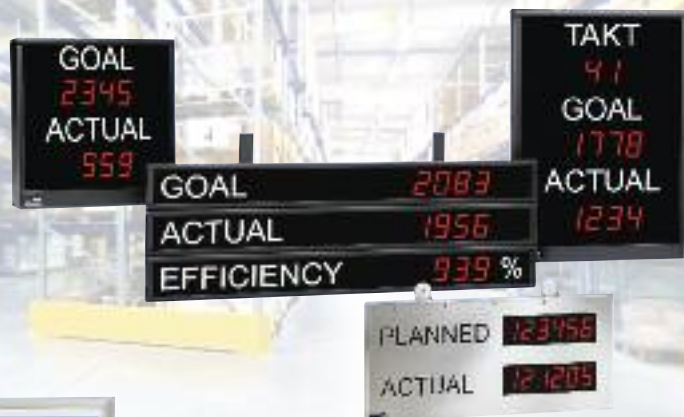 GOAL
2345
ACTUAL
559
GOAL 2083
ACTUAL 1956
EFFICIENCY 939 %
TAKT
41
GOAL
1778
ACTUAL
1234
PLANNED 123456
ACTUAL 121205